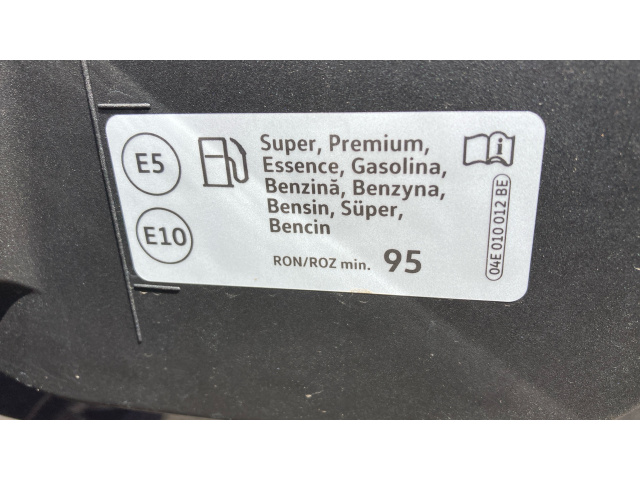 E5
E10
Super, Premium,
Essence, Gasolina,
Benzină, Benzyna,
Bensin, Süper,
Bencin
RON/ROZ min. 95
i
04E 010 012 BE